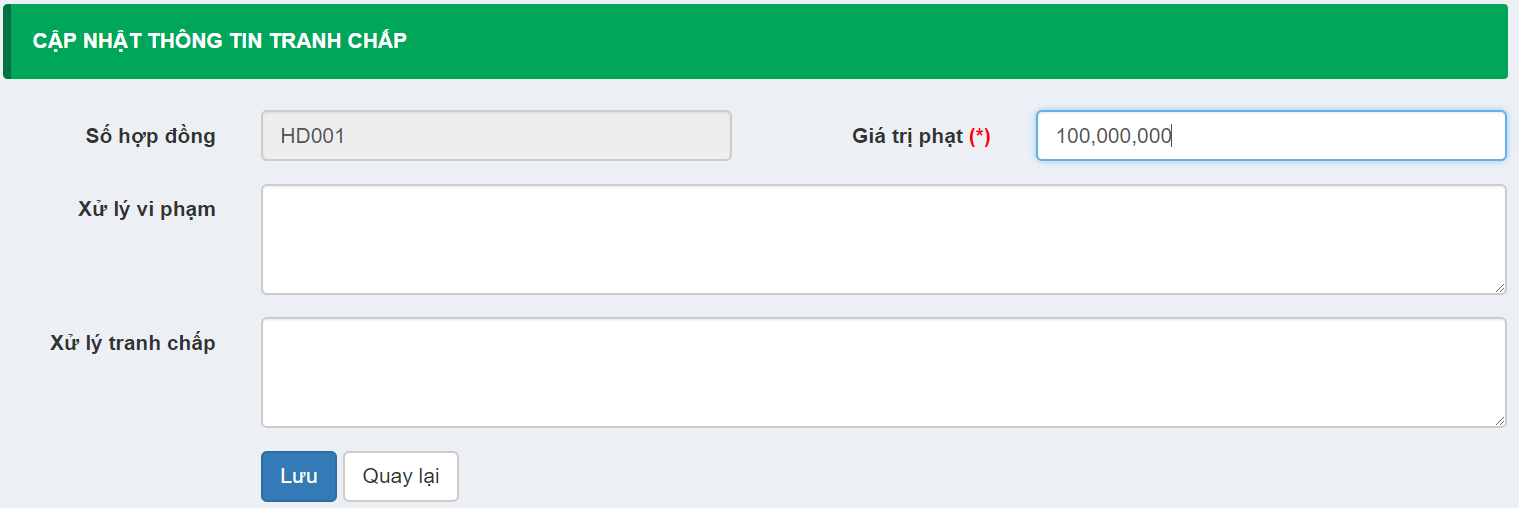 CẬP NHẬT THÔNG TIN TRANH CHẤP
Số hợp đồng HD001 Giá trị phạt (*) 100,000,000
Xử lý vi phạm
Xử lý tranh chấp
Lưu Quay lại